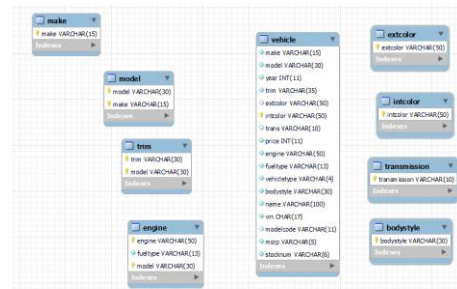 make
make VARCHAR(15)
Indexes
model
model VARCHAR(30)
make VARCHAR(15)
Indexes
trim
trim VARCHAR(30)
model VARCHAR(30)
Indexes
engine
engine VARCHAR(50)
fueltype VARCHAR(13)
model VARCHAR(30)
Indexes
vehicle
make VARCHAR(15)
model VARCHAR(30)
year INT(11)
trim VARCHAR(35)
extcolor VARCHAR(50)
intcolor VARCHAR(50)
trans VARCHAR(10)
price INT(11)
engine VARCHAR(50)
fueltype VARCHAR(13)
vehicletype VARCHAR(4)
bodystyle VARCHAR(30)
name VARCHAR(100)
vin CHAR(17)
modelcode VARCHAR(11)
msrp VARCHAR(5)
stocknum VARCHAR(6)
Indexes
extcolor
extcolor VARCHAR(50)
Indexes
intcolor
intcolor VARCHAR(50)
Indexes
transmission
transmission VARCHAR(10)
Indexes
bodystyle
bodystyle VARCHAR(30)
Indexes